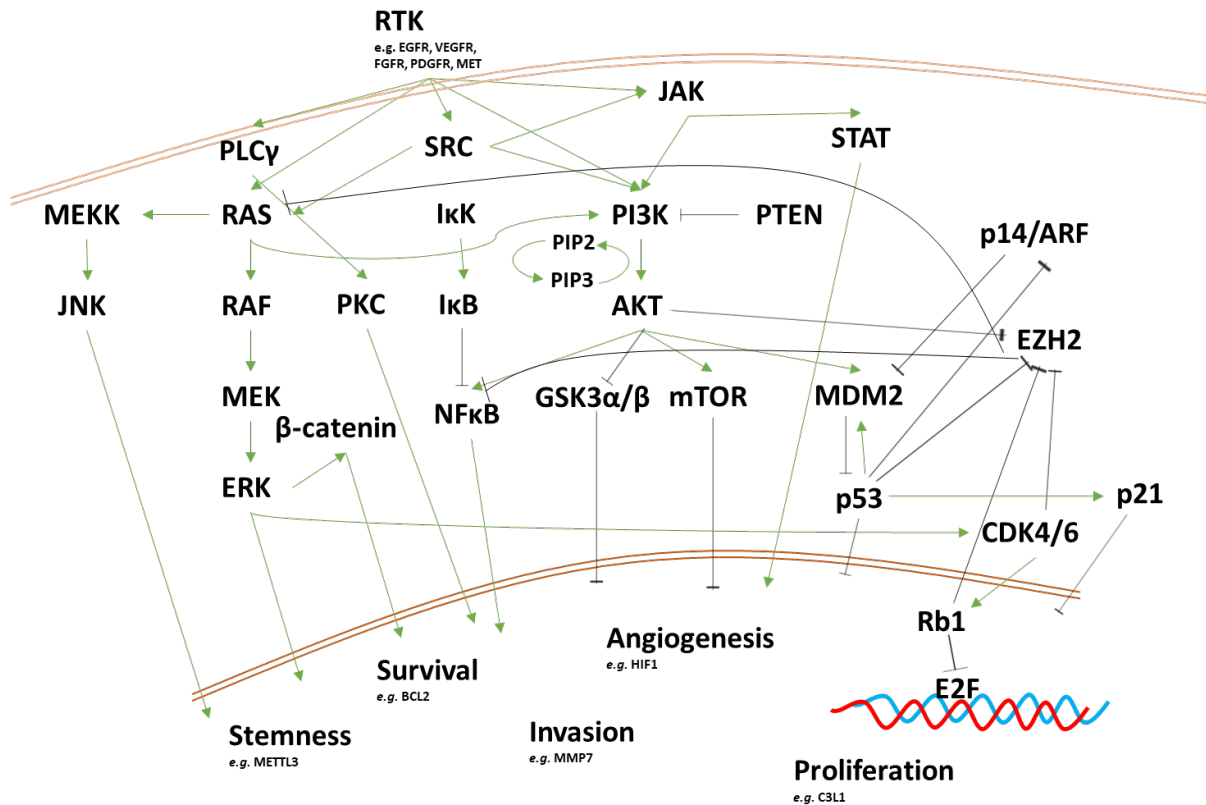 RTK
e.g. EGFR, VEGFR,
FGFR, PDGFR, MET
JAK
PLCγ
SRC
STAT
MEKK
RAS
IκK
PI3K
PTEN
p14/ARF
PIP2
PIP3
JNK
RAF
PKC
IκB
AKT
EZH2
MEK
β-catenin
NFκB
GSK3α/β
mTOR
MDM2
ERK
p53
p21
CDK4/6
Rb1
Angiogenesis
e.g. HIF1
Survival
e.g. BCL2
E2F
Stemness
e.g. METTL3
Invasion
e.g. MMP7
Proliferation
e.g. C3L1